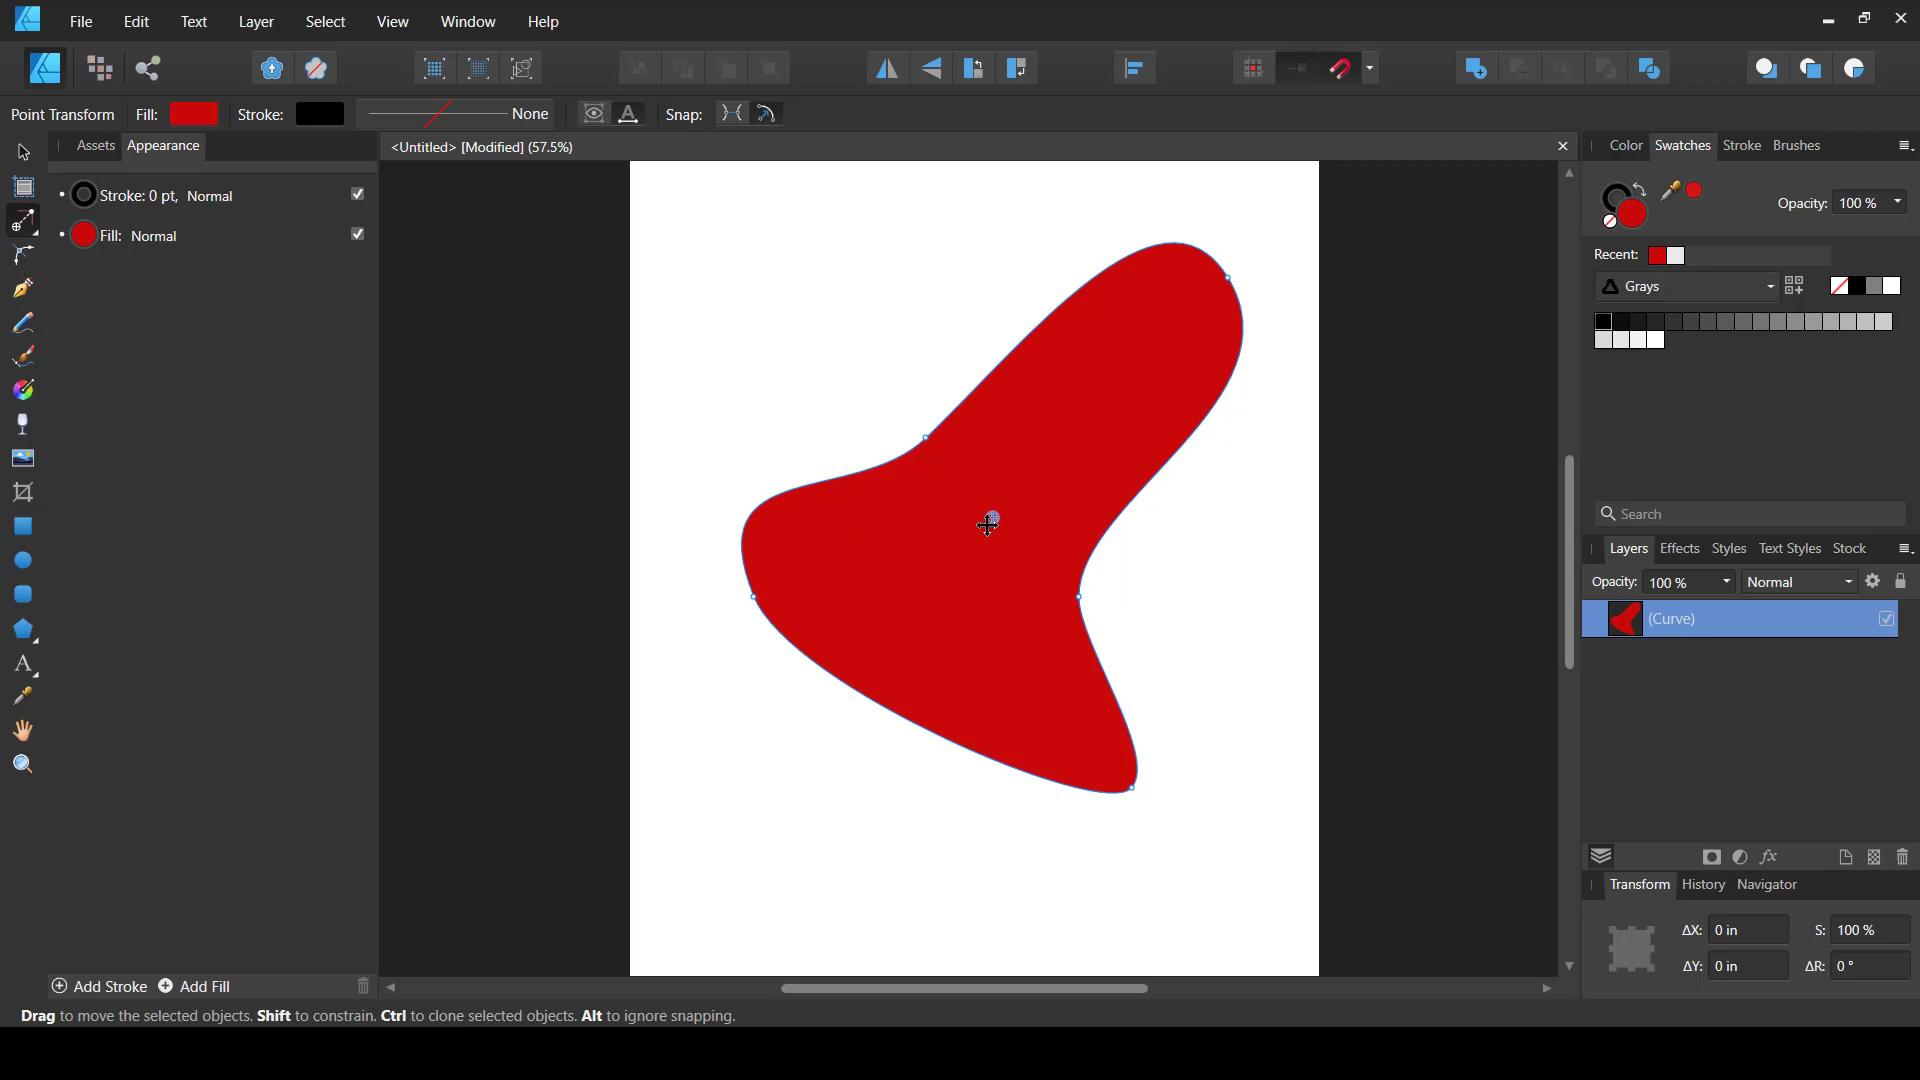 File Edit Text Layer Select View Window Help
Point Transform Fill: Stroke: None Snap:
Assets Appearance
<Untitled> [Modified] (57.5%)
Color Swatches Stroke Brushes
Stroke: 0 pt, Normal
Fill: Normal
Opacity: 100 %
Recent:
Grays
Search
Layers Effects Styles Text Styles Stock
Opacity: 100 % Normal
(Curve)
Transform History Navigator
ΔX: 0 in S: 100 %
ΔY: 0 in ΔR: 0 °
Add Stroke Add Fill
Drag to move the selected objects. Shift to constrain. Ctrl to clone selected objects. Alt to ignore snapping.